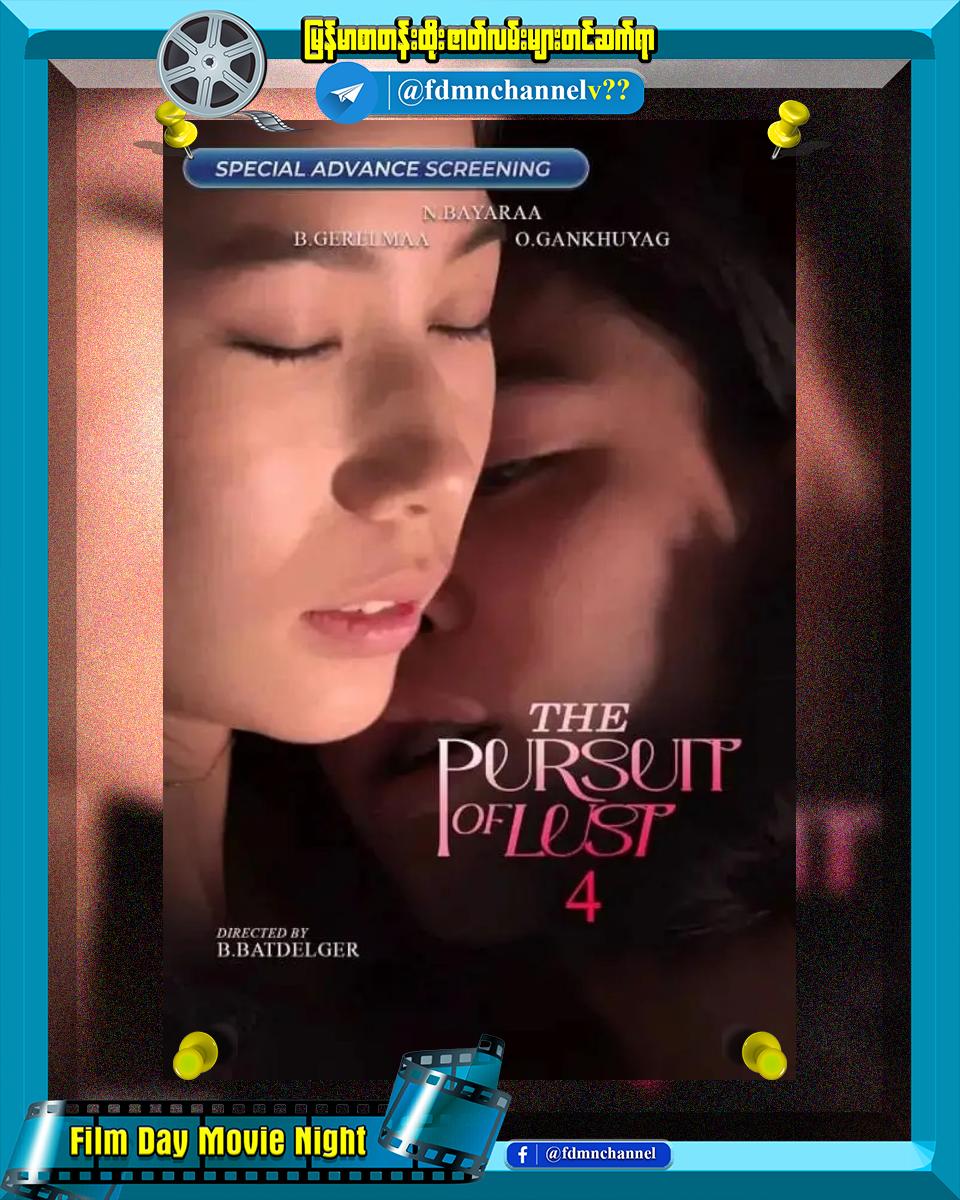 မြန်မာစာတန်းထိုးဇာတ်လမ်းများတင်ဆက်ရာ
@fdmnchannelv??
SPECIAL ADVANCE SCREENING
N.BAYARAA
B.GERELMAA O.GANKHUYAG
THE
PURSUIT
OF LUST
4
DIRECTED BY
B.BATDELGER
Film Day Movie Night
@fdmnchannel